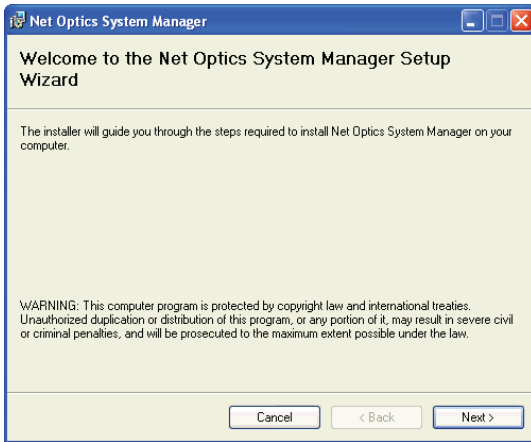 Net Optics System Manager
Welcome to the Net Optics System Manager Setup
Wizard
The installer will guide you through the steps required to install Net Optics System Manager on your
computer.
WARNING: This computer program is protected by copyright law and international treaties.
Unauthorized duplication or distribution of this program, or any portion of it, may result in severe civil
or criminal penalties, and will be prosecuted to the maximum extent possible under the law.
Cancel < Back Next >